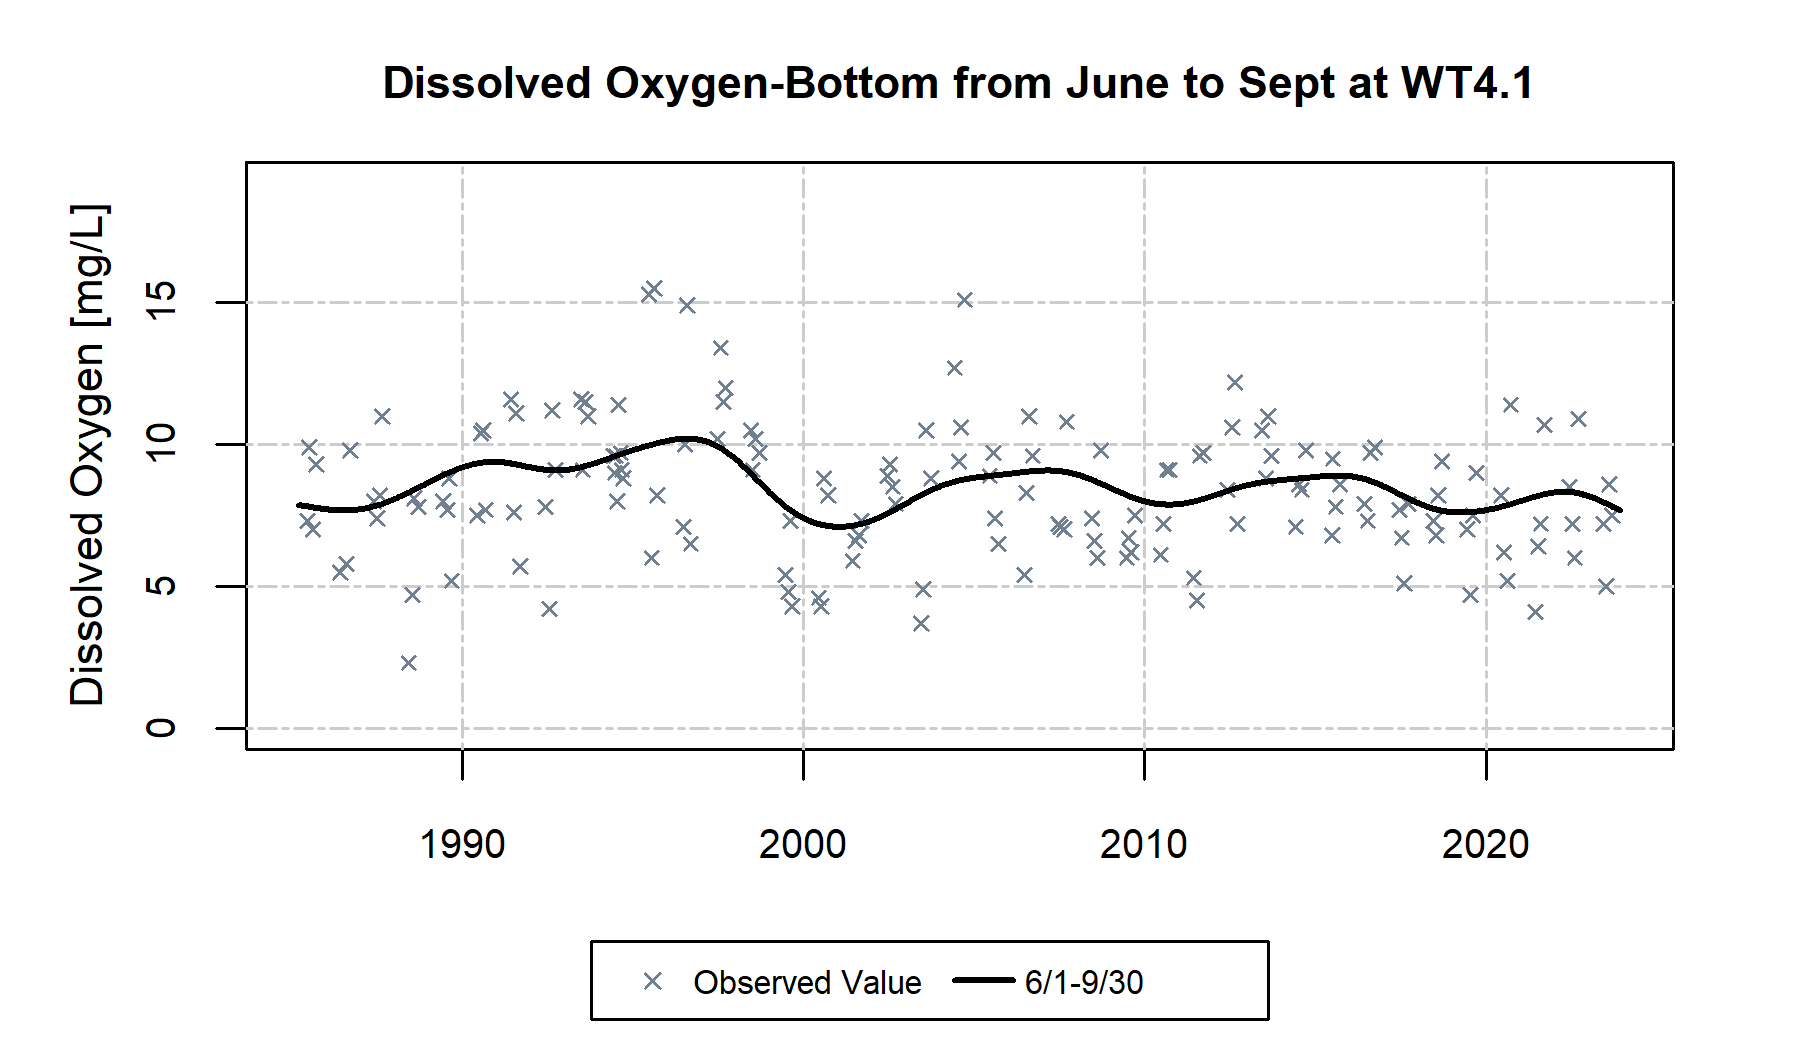 Dissolved Oxygen-Bottom from June to Sept at WT4.1
Dissolved Oxygen [mg/L]
15
10
5
0
1990 2000 2010 2020
Observed Value 6/1-9/30